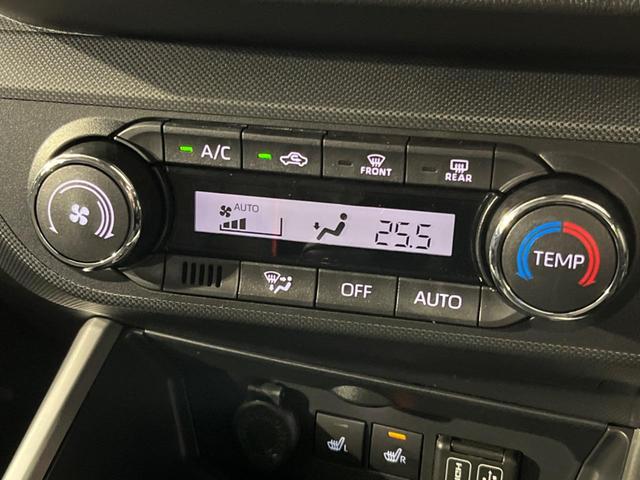 A/C
FRONT
REAR
AUTO
25.5
TEMP
OFF
AUTO
L
R